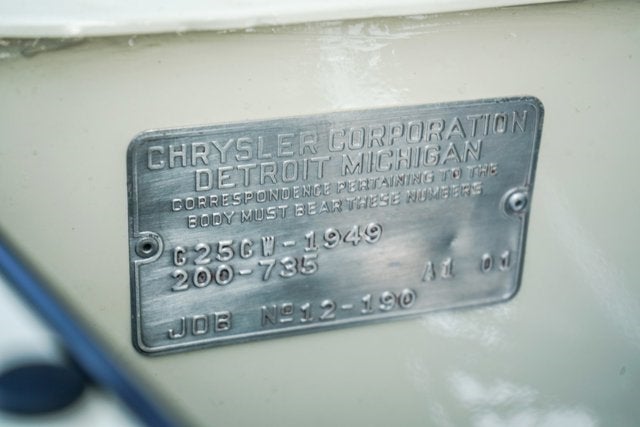 CHRYSLER CORPORATION
DETROIT MICHIGAN
CORRESPONDENCE PERTAINING TO THE
BODY MUST BEAR THESE NUMBERS
G25GW-1949
200-735 A1 01
JOB Nº12-190